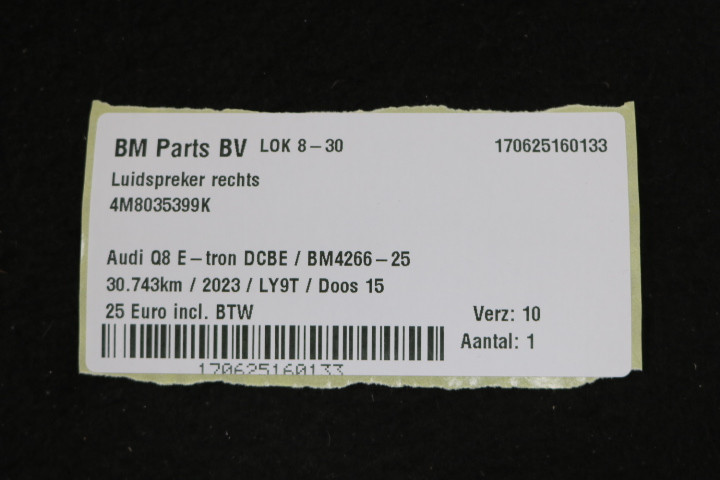 BM Parts BV LOK 8-30 170625160133
Luidspreker rechts
4M8035399K
Audi Q8 E-tron DCBE / BM4266-25
30.743km / 2023 / LY9T / Doos 15
25 Euro incl. BTW Verz: 10
Aantal: 1
170625160133